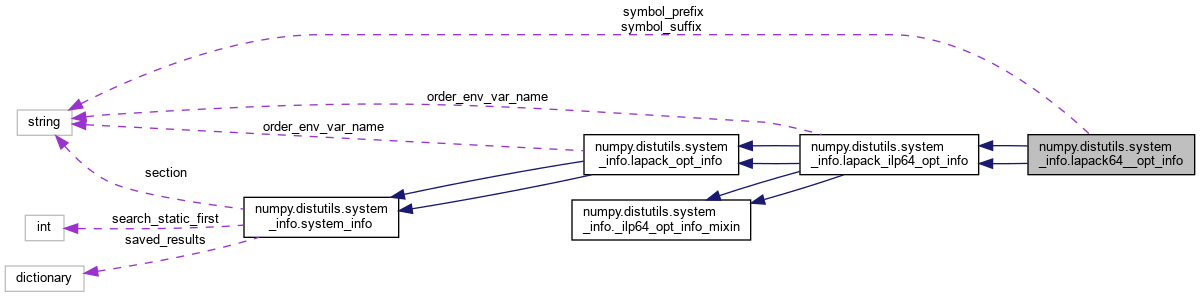 symbol_prefix
symbol_suffix
order_env_var_name
string
order_env_var_name
numpy.distutils.system
_info.lapack_opt_info
numpy.distutils.system
_info.lapack_ilp64_opt_info
numpy.distutils.system
_info.lapack64__opt_info
section
numpy.distutils.system
_info.system_info
numpy.distutils.system
_info._ilp64_opt_info_mixin
int
search_static_first
saved_results
dictionary